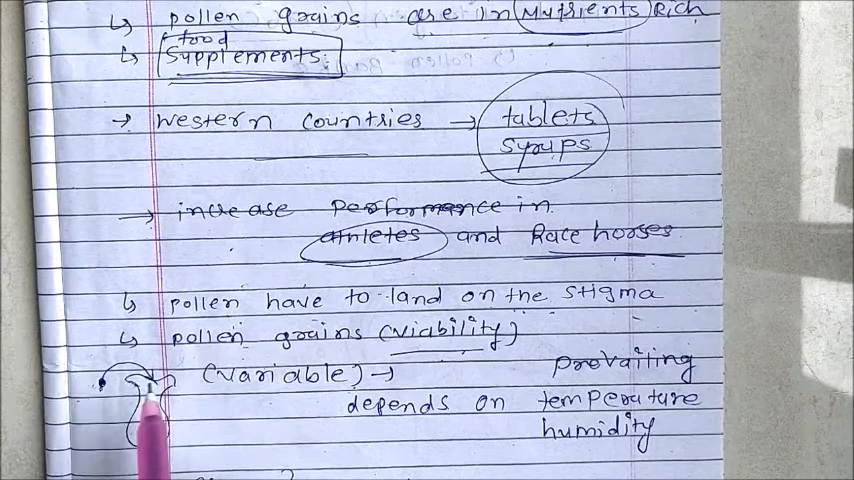 ↳ pollen grains are in Nutrients Rich
↳ food
Supplements.
→ Western Countries → tablets
Syrups
→ increase Performance in
athletes and Race horses
↳ pollen have to land on the Stigma
↳ pollen grains (viability)
(variable) → Prevailing
depends on temperature
humidity